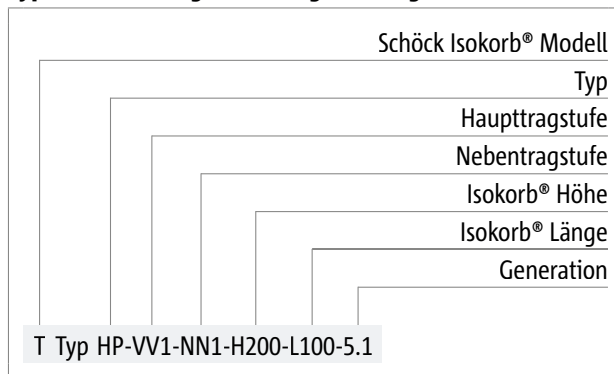 Schöck Isokorb® Modell
Typ
Haupttragstufe
Nebentragstufe
Isokorb® Höhe
Isokorb® Länge
Generation
T Typ HP-VV1-NN1-H200-L100-5.1